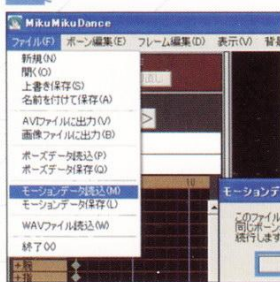 MikuMikuDance
ファイル(F) ボーン編集(E) フレーム編集(D) 表示(V)
新規(N)
開く(O)
上書き保存(S)
名前を付けて保存(A)
AVIファイルに出力(V)
画像ファイルに出力(B)
ポーズデータ読込(P)
ポーズデータ保存(Q)
モーションデータ読込(M)
モーションデータ保存(L)
WAVファイル読込(W)
終了(X)
10
モーションデ
このファイル
同じボーン
続行します
+腕
+指